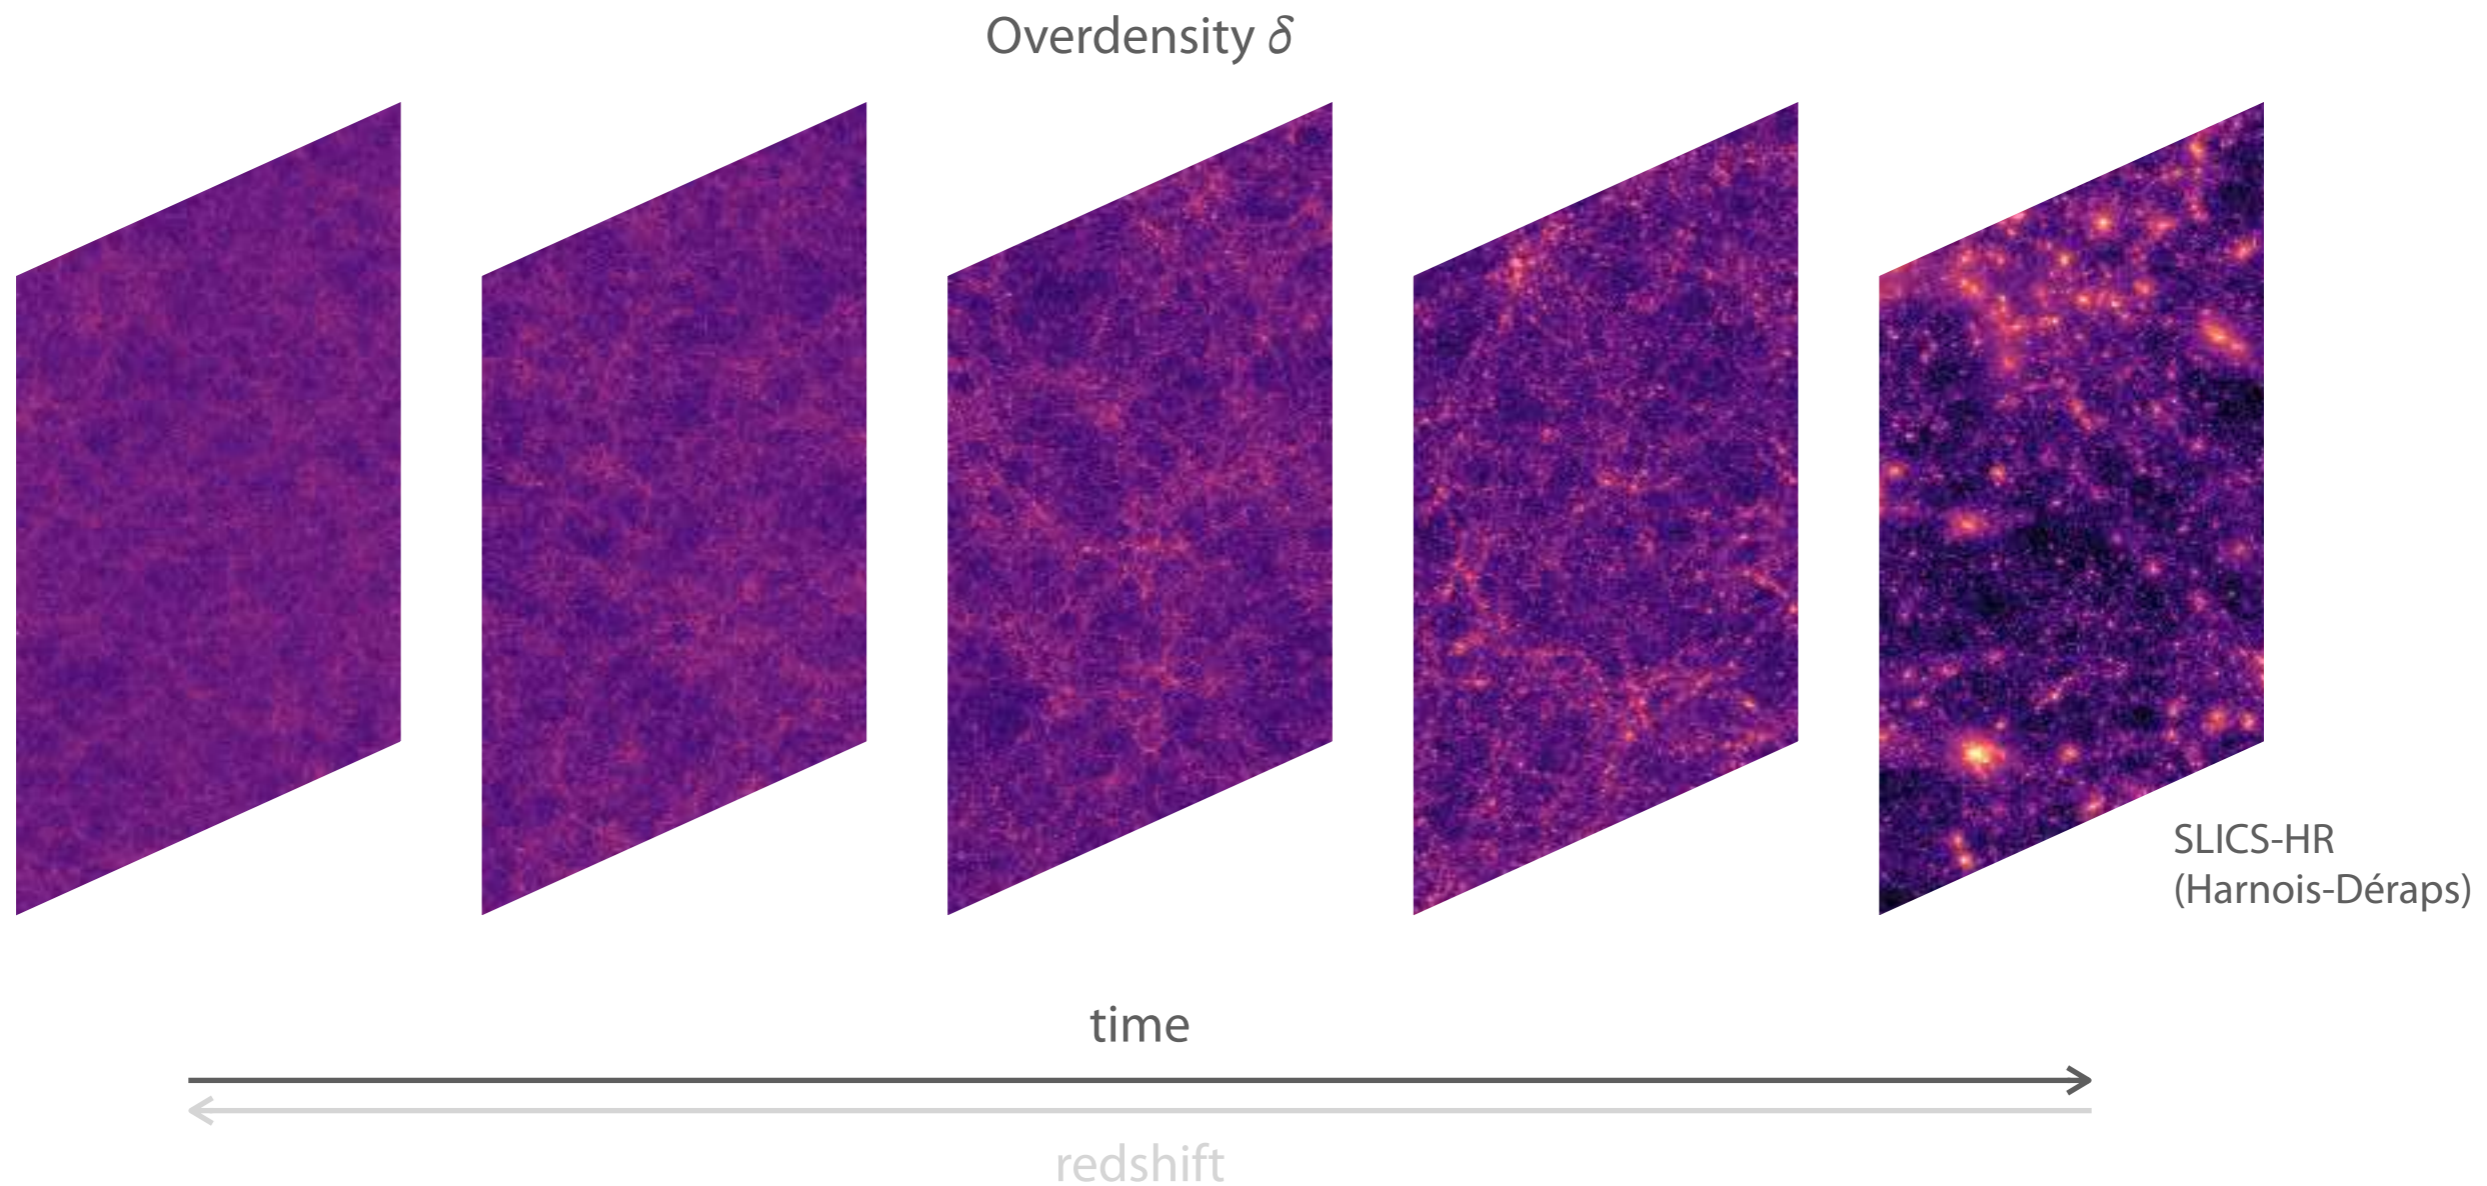 Overdensity δ
SLICS-HR
(Harnois-Déraps)
time
redshift